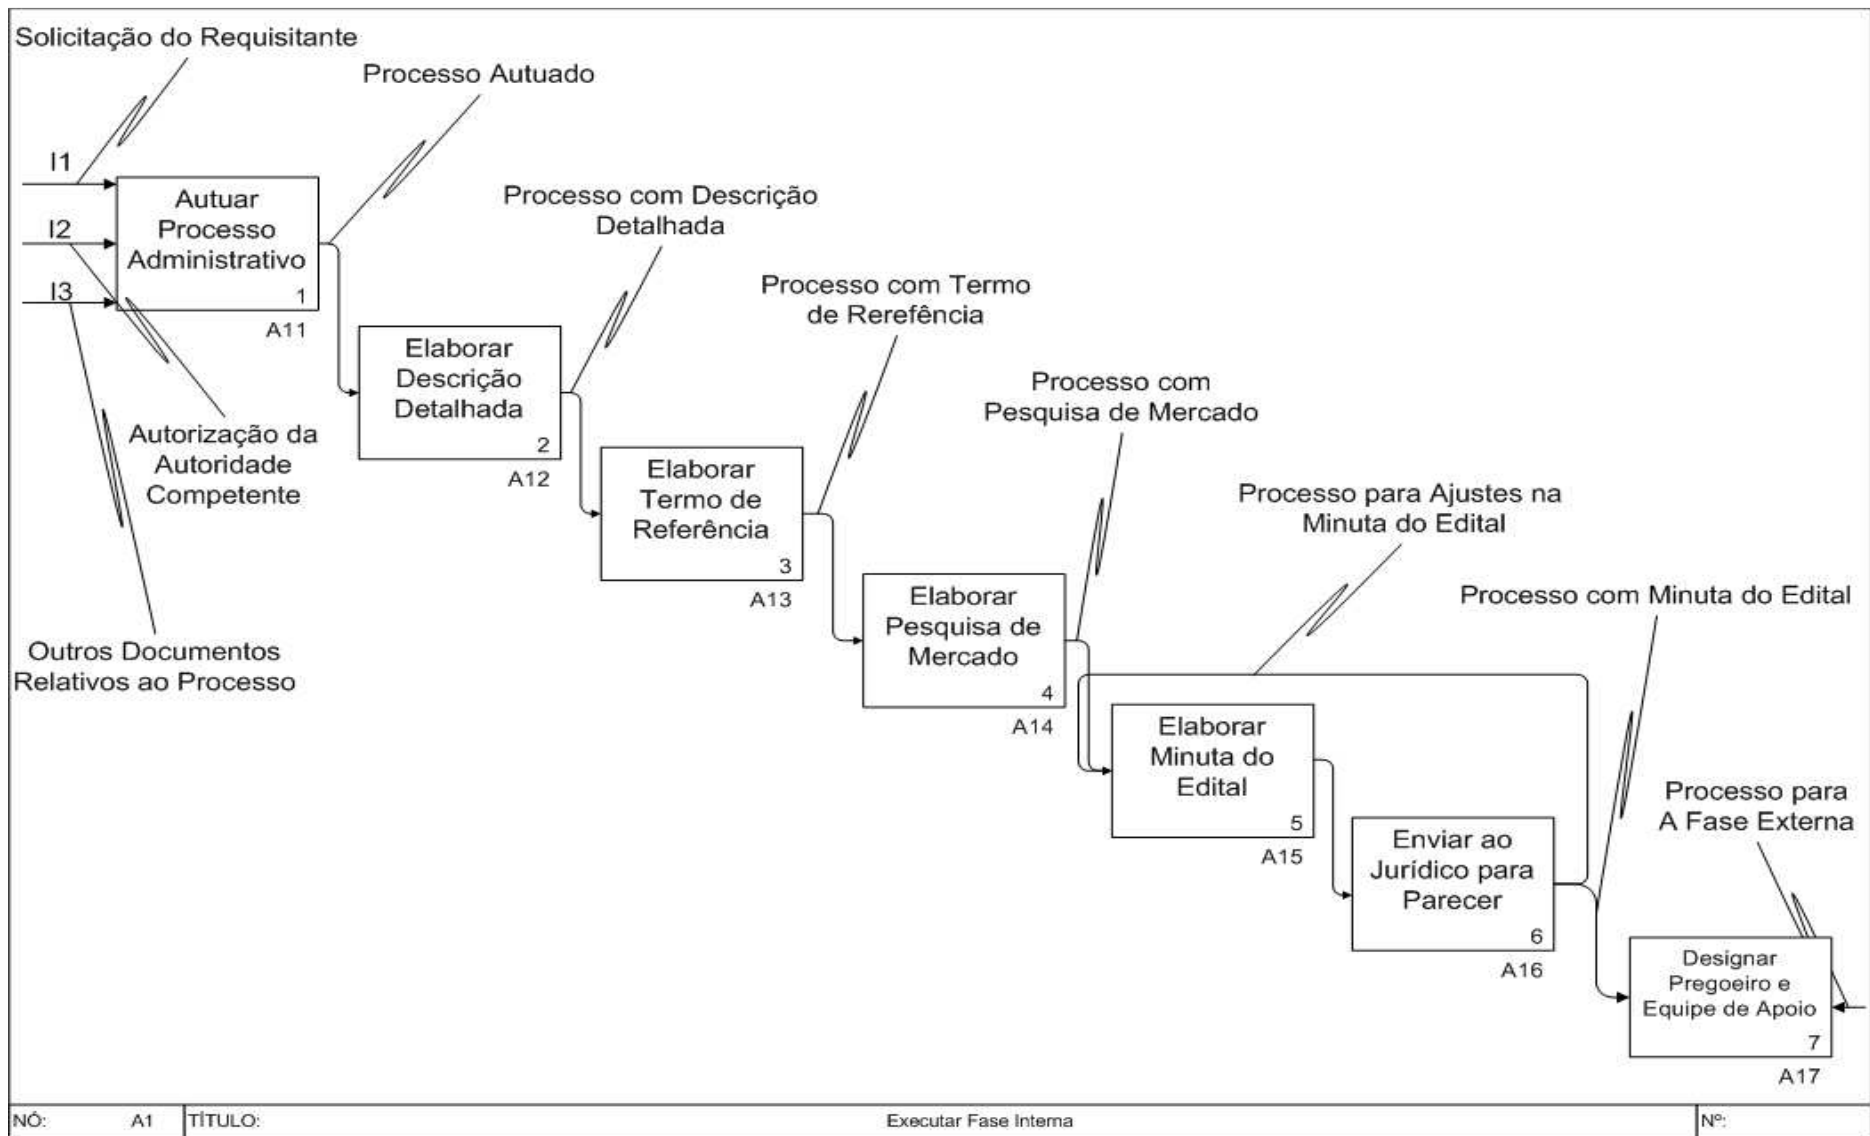 Solicitação do Requisitante
Processo Autuado
I1
I2
I3
Autuar
Processo
Administrativo
1
A11
Processo com Descrição
Detalhada
Elaborar
Descrição
Detalhada
2
A12
Processo com Termo
de Rerefência
Autorização da
Autoridade
Competente
Elaborar
Termo de
Referência
3
A13
Processo com
Pesquisa de Mercado
Outros Documentos
Relativos ao Processo
Elaborar
Pesquisa de
Mercado
4
A14
Processo para Ajustes na
Minuta do Edital
Processo com Minuta do Edital
Elaborar
Minuta do
Edital
5
A15
Enviar ao
Jurídico para
Parecer
6
A16
Processo para
A Fase Externa
Designar
Pregoeiro e
Equipe de Apoio
7
A17
NÓ: A1 TÍTULO: Executar Fase Interna Nº: